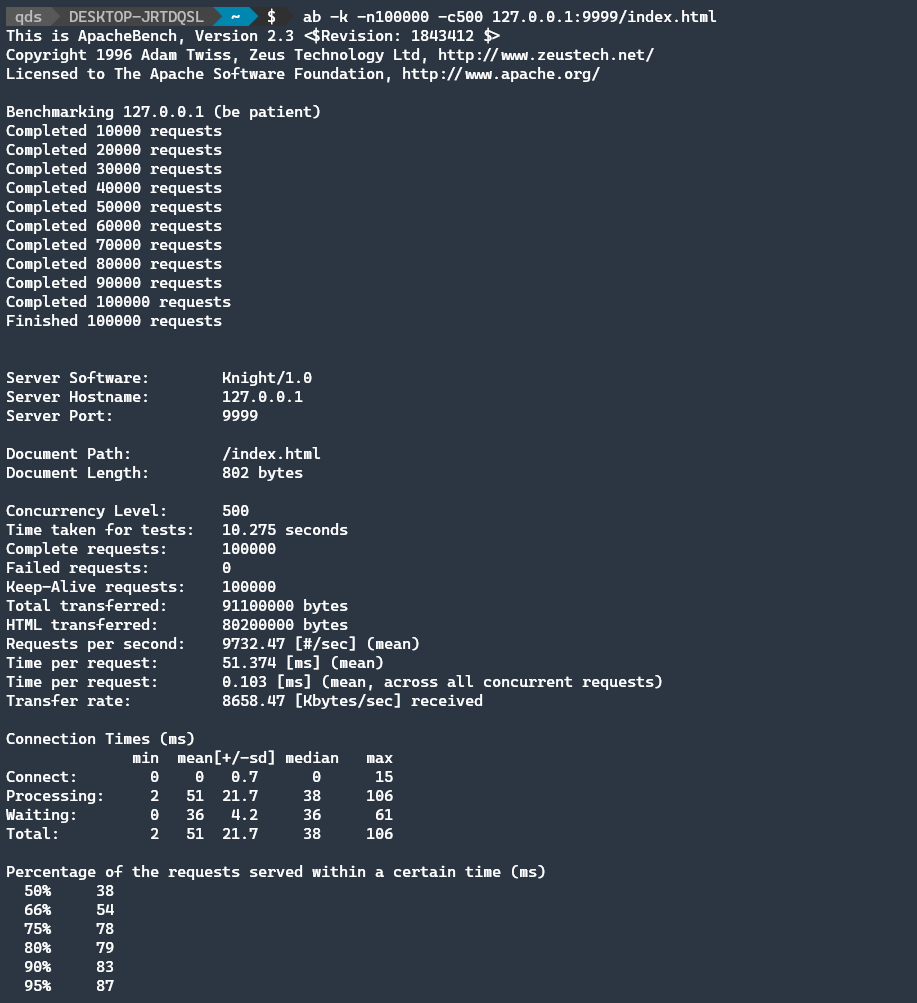 qds DESKTOP-JRTDQSL ~ $ ab -k -n100000 -c500 127.0.0.1:9999/index.html
This is ApacheBench, Version 2.3 <$Revision: 1843412 $>
Copyright 1996 Adam Twiss, Zeus Technology Ltd, http://www.zeustech.net/
Licensed to The Apache Software Foundation, http://www.apache.org/

Benchmarking 127.0.0.1 (be patient)
Completed 10000 requests
Completed 20000 requests
Completed 30000 requests
Completed 40000 requests
Completed 50000 requests
Completed 60000 requests
Completed 70000 requests
Completed 80000 requests
Completed 90000 requests
Completed 100000 requests
Finished 100000 requests


Server Software:        Knight/1.0
Server Hostname:        127.0.0.1
Server Port:            9999

Document Path:          /index.html
Document Length:        802 bytes

Concurrency Level:      500
Time taken for tests:   10.275 seconds
Complete requests:      100000
Failed requests:        0
Keep-Alive requests:    100000
Total transferred:      91100000 bytes
HTML transferred:       80200000 bytes
Requests per second:    9732.47 [#/sec] (mean)
Time per request:       51.374 [ms] (mean)
Time per request:       0.103 [ms] (mean, across all concurrent requests)
Transfer rate:          8658.47 [Kbytes/sec] received

Connection Times (ms)
              min  mean[+/-sd] median   max
Connect:        0    0   0.7      0      15
Processing:     2   51  21.7     38     106
Waiting:        0   36   4.2     36      61
Total:          2   51  21.7     38     106

Percentage of the requests served within a certain time (ms)
  50%     38
  66%     54
  75%     78
  80%     79
  90%     83
  95%     87